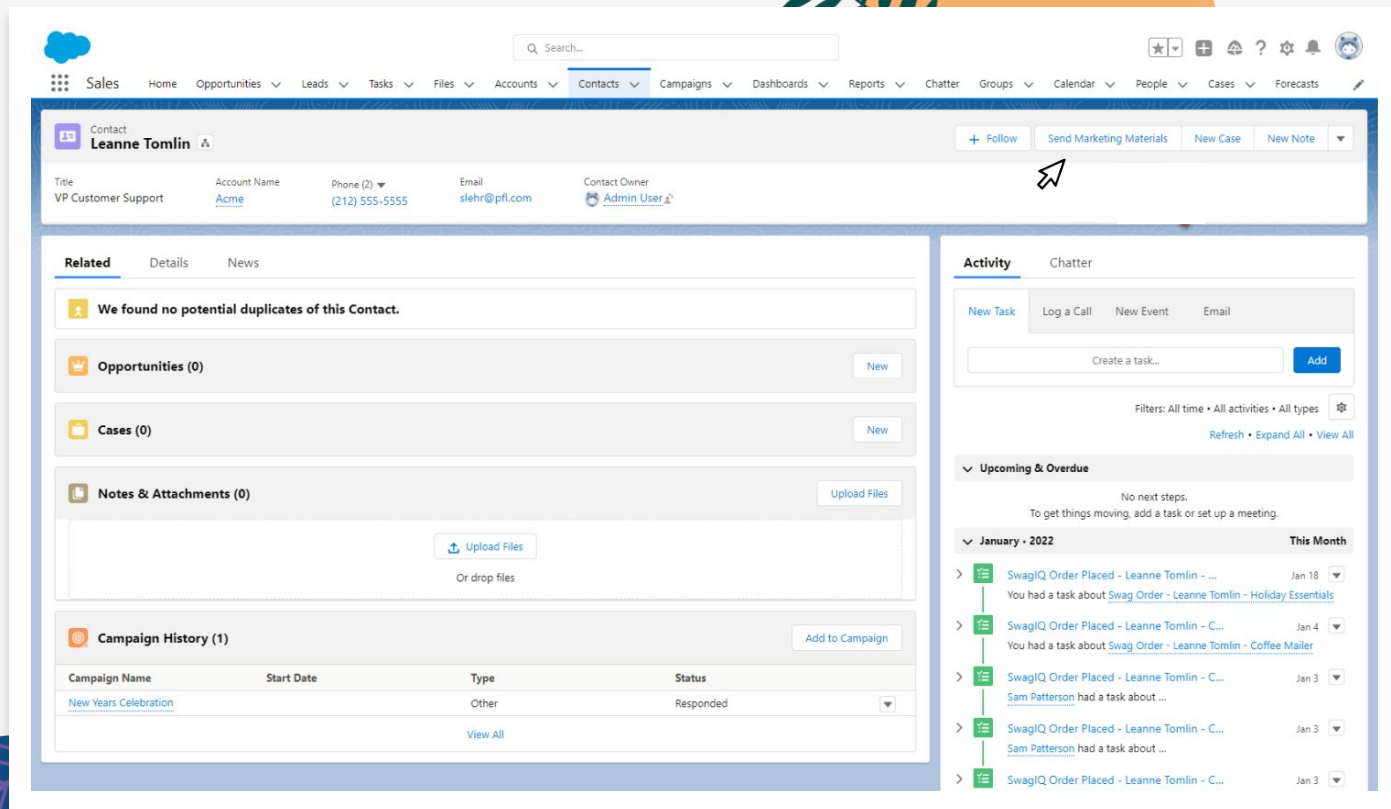 Search...
Sales Home Opportunities Leads Tasks Files Accounts Contacts Campaigns Dashboards Reports Chatter Groups Calendar People Cases Forecasts
Contact
Leanne Tomlin
+ Follow Send Marketing Materials New Case New Note
Title Account Name Phone (2) Email Contact Owner
VP Customer Support Acme (212) 555-5555 slehr@pfl.com Admin User
Related Details News
We found no potential duplicates of this Contact.
Opportunities (0) New
Cases (0) New
Notes & Attachments (0) Upload Files
Upload Files
Or drop files
Campaign History (1) Add to Campaign
Campaign Name Start Date Type Status
New Years Celebration Other Responded
View All
Activity Chatter
New Task Log a Call New Event Email
Create a task... Add
Filters: All time • All activities • All types
Refresh • Expand All • View All
Upcoming & Overdue
No next steps.
To get things moving, add a task or set up a meeting.
January • 2022 This Month
SwagIQ Order Placed - Leanne Tomlin - ... Jan 18
You had a task about Swag Order - Leanne Tomlin - Holiday Essentials
SwagIQ Order Placed - Leanne Tomlin - C... Jan 4
You had a task about Swag Order - Leanne Tomlin - Coffee Mailer
SwagIQ Order Placed - Leanne Tomlin - C... Jan 3
Sam Patterson had a task about ...
SwagIQ Order Placed - Leanne Tomlin - C... Jan 3
Sam Patterson had a task about ...
SwagIQ Order Placed - Leanne Tomlin - C... Jan 3